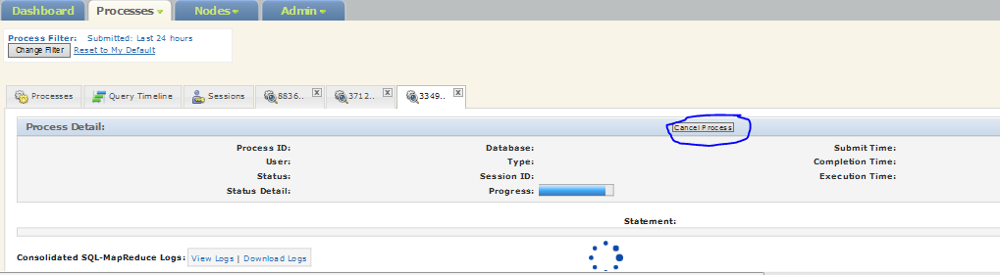 Dashboard Processes Nodes Admin
Process Filter: Submitted: Last 24 hours
Change Filter Reset to My Default
Processes Query Timeline Sessions 8836.. 3712.. 3349..
Process Detail: Cancel Process
Process ID: Database: Submit Time:
User: Type: Completion Time:
Status: Session ID: Execution Time:
Status Detail: Progress:
Statement:
Consolidated SQL-MapReduce Logs: View Logs | Download Logs